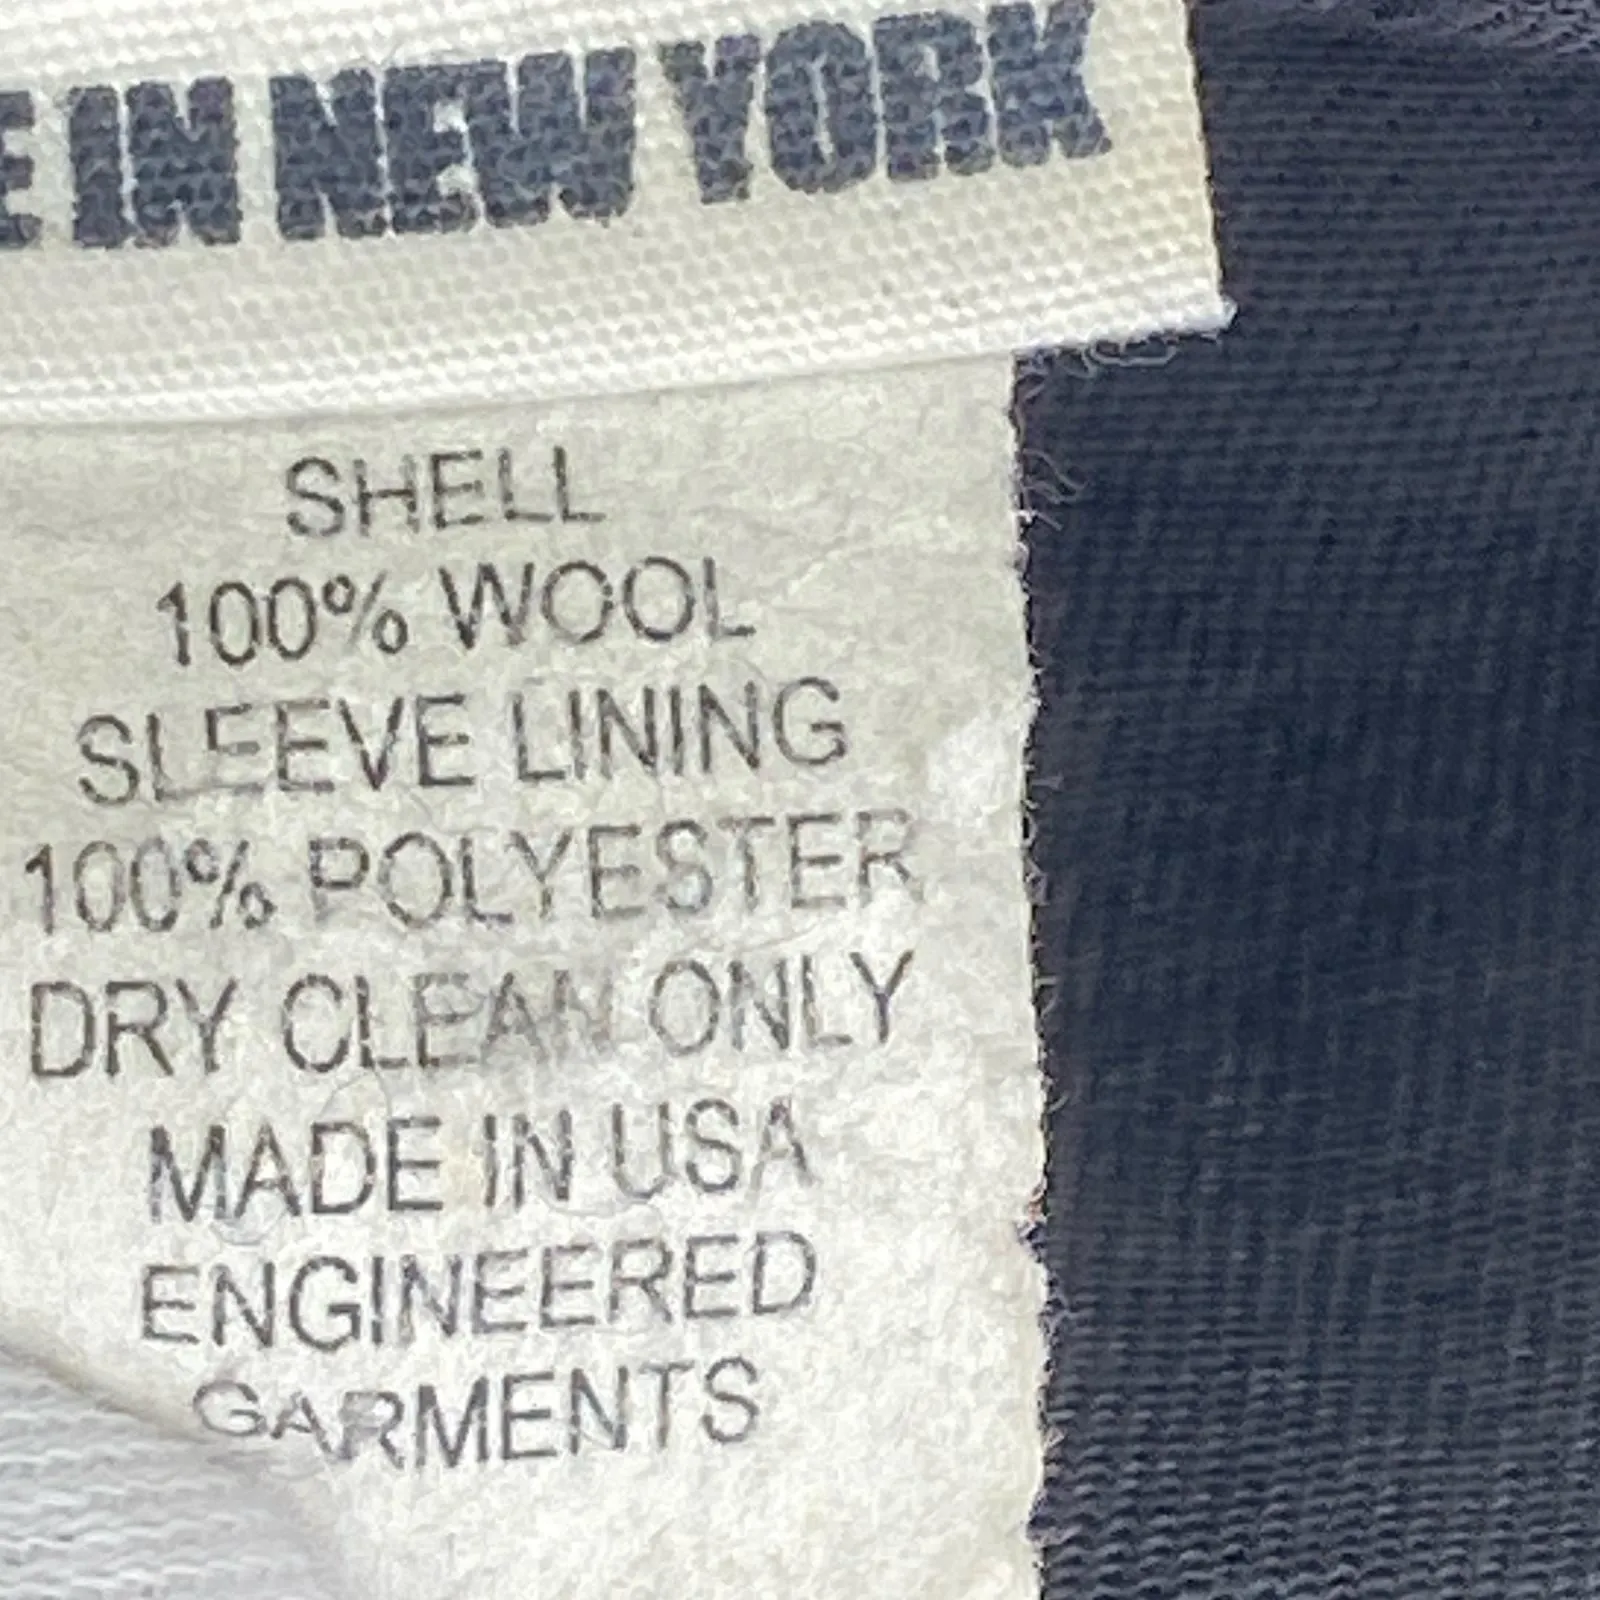 E IN NEW YORK
SHELL
100% WOOL
SLEEVE LINING
100% POLYESTER
DRY CLEAN ONLY
MADE IN USA
ENGINEERED
GARMENTS